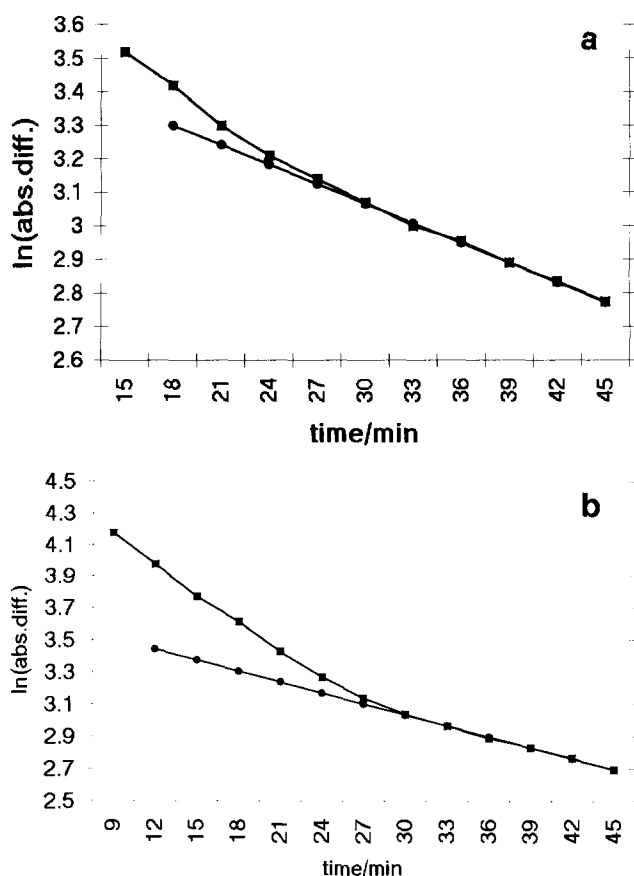 a
ln(abs.diff.)
3.6
3.5
3.4
3.3
3.2
3.1
3
2.9
2.8
2.7
2.6
15 18 21 24 27 30 33 36 39 42 45
time/min
b
ln(abs.diff.)
4.5
4.3
4.1
3.9
3.7
3.5
3.3
3.1
2.9
2.7
2.5
9 12 15 18 21 24 27 30 33 36 39 42 45
time/min